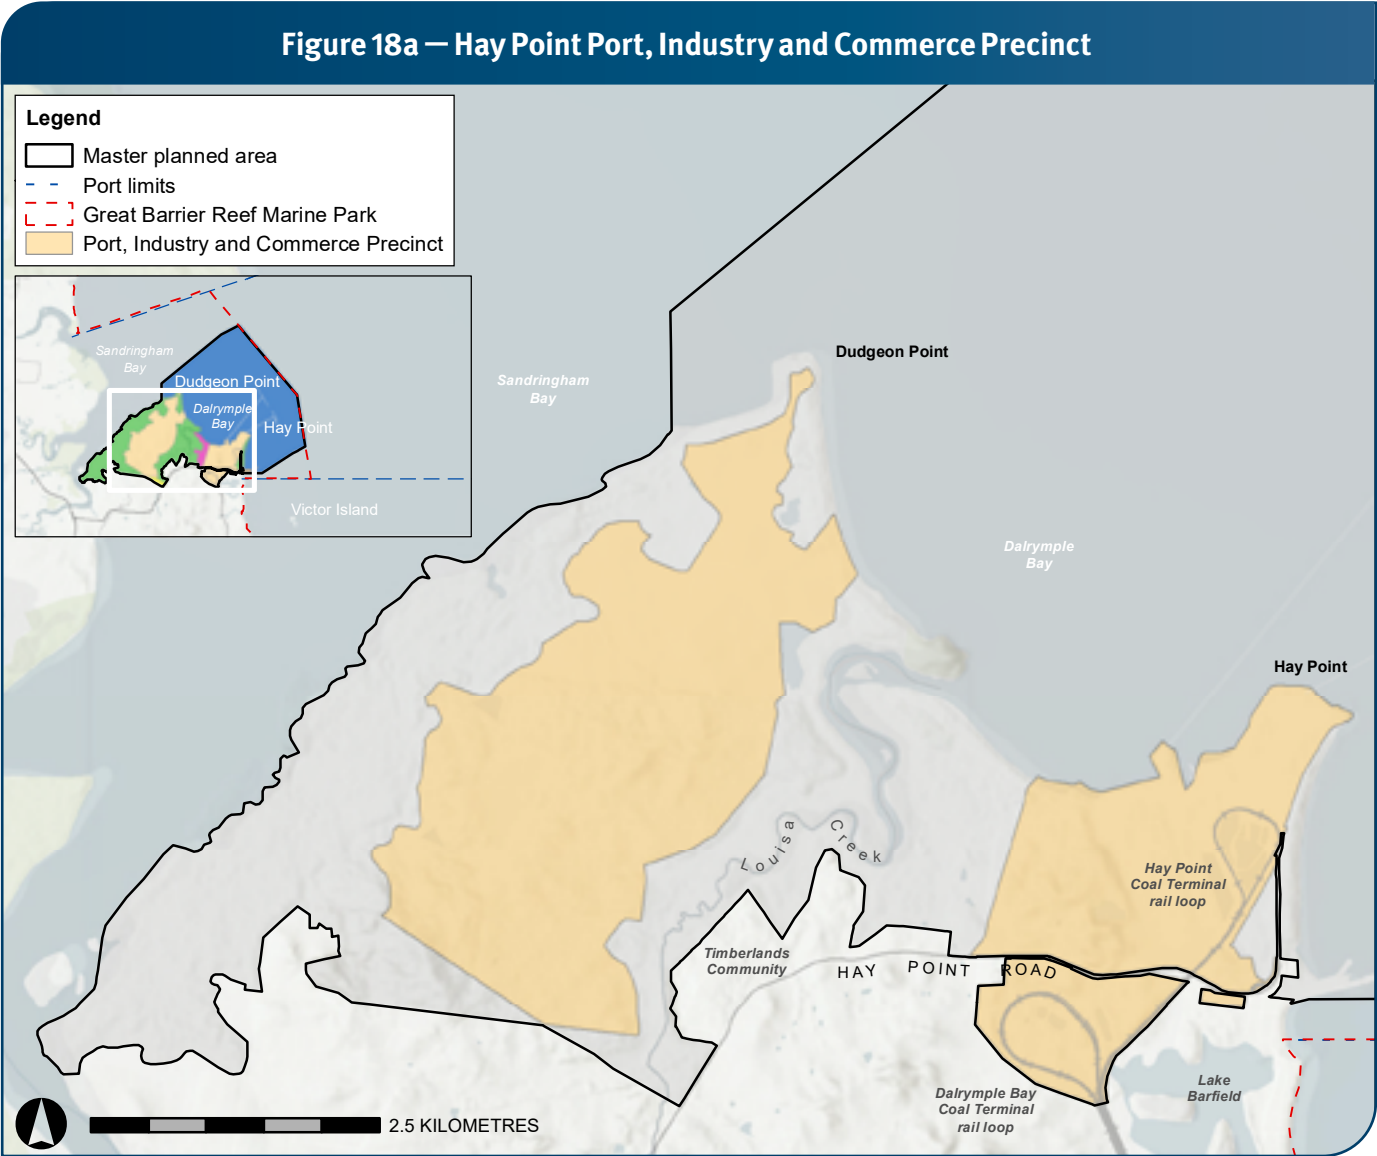 Figure 18a — Hay Point Port, Industry and Commerce Precinct
Legend
Master planned area
Port limits
Great Barrier Reef Marine Park
Port, Industry and Commerce Precinct
Sandringham
Bay
Dudgeon Point
Dalrymple
Bay
Hay Point
Victor Island
Dudgeon Point
Sandringham
Bay
Dalrymple
Bay
Hay Point
Louisa Creek
Hay Point
Coal Terminal
rail loop
Timberlands
Community
HAY POINT ROAD
Dalrymple Bay
Coal Terminal
rail loop
Lake
Barfield
2.5 KILOMETRES